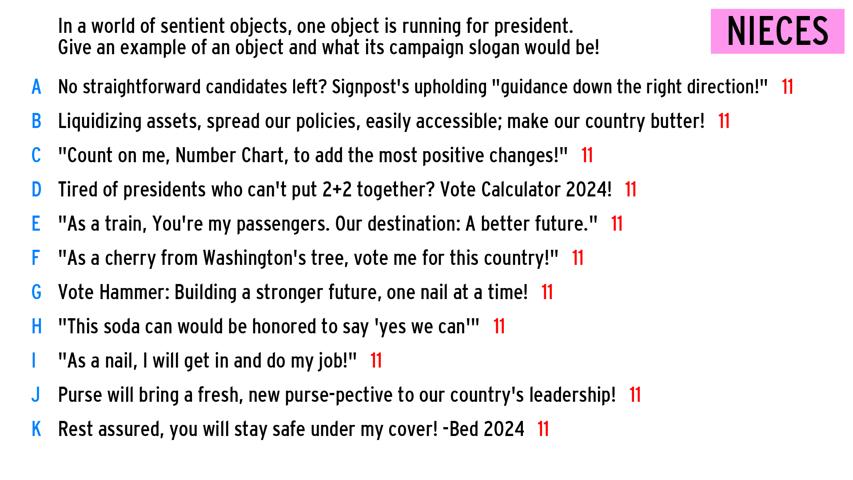 In a world of sentient objects, one object is running for president.
Give an example of an object and what its campaign slogan would be!
NIECES
A No straightforward candidates left? Signpost's upholding "guidance down the right direction!" 11
B Liquidizing assets, spread our policies, easily accessible; make our country butter! 11
C "Count on me, Number Chart, to add the most positive changes!" 11
D Tired of presidents who can't put 2+2 together? Vote Calculator 2024! 11
E "As a train, You're my passengers. Our destination: A better future." 11
F "As a cherry from Washington's tree, vote me for this country!" 11
G Vote Hammer: Building a stronger future, one nail at a time! 11
H "This soda can would be honored to say 'yes we can'" 11
I "As a nail, I will get in and do my job!" 11
J Purse will bring a fresh, new purse-pective to our country's leadership! 11
K Rest assured, you will stay safe under my cover! -Bed 2024 11